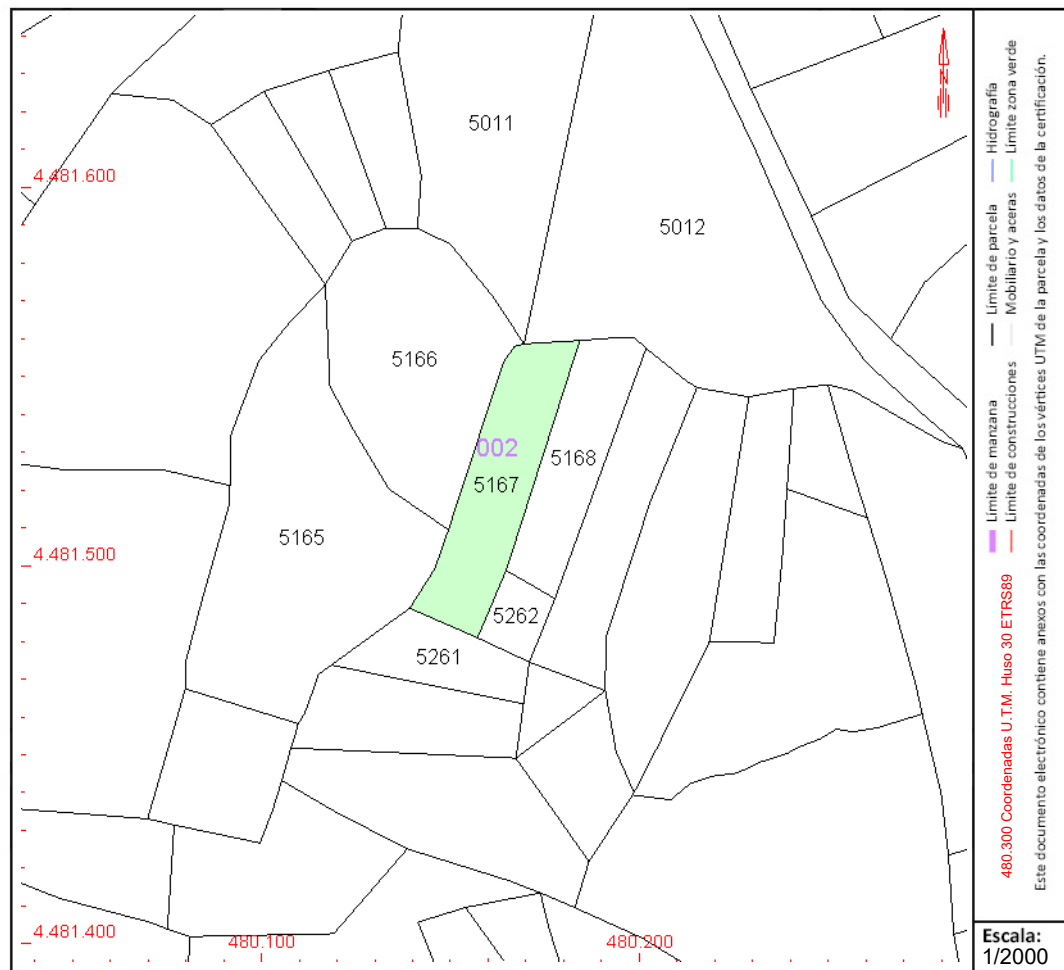 5011
4.481.600
5012
5166
002
5168
5167
5165
4.481.500
5262
5261
4.481.400
480.100
480.200
N
Hidrografía
Límite zona verde
Límite de parcela
Mobiliario y aceras
Límite de manzana
Límite de construcciones
480.300 Coordenadas U.T.M. Huso 30 ETRS89
Este documento electrónico contiene anexos con las coordenadas de los vértices UTM de la parcela y los datos de la certificación.
Escala:
1/2000